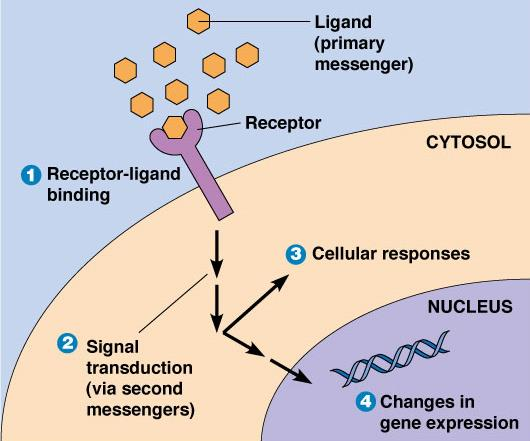 Ligand
(primary
messenger)
Receptor
CYTOSOL
1 Receptor-ligand
binding
3 Cellular responses
NUCLEUS
2 Signal
transduction
(via second
messengers)
4 Changes in
gene expression